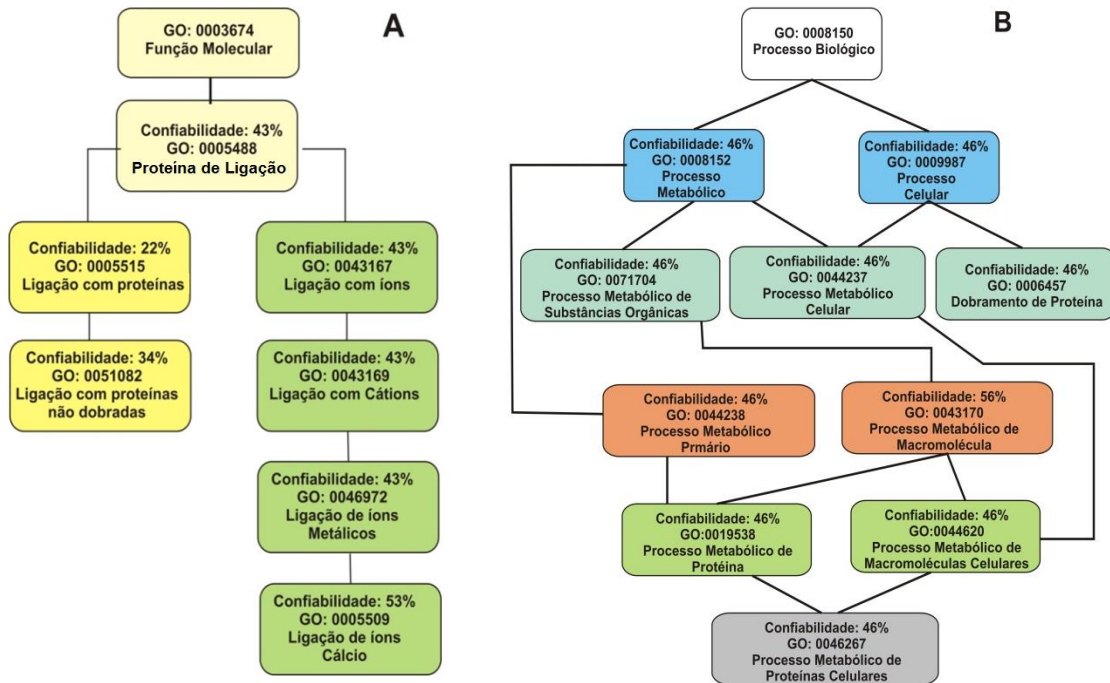 A
GO: 0003674
Função Molecular
Confiabilidade: 43%
GO: 0005488
Proteína de Ligação
Confiabilidade: 22%
GO: 0005515
Ligação com proteínas
Confiabilidade: 43%
GO: 0043167
Ligação com íons
Confiabilidade: 34%
GO: 0051082
Ligação com proteínas
não dobradas
Confiabilidade: 43%
GO: 0043169
Ligação com Cátions
Confiabilidade: 43%
GO: 0046972
Ligação de íons
Metálicos
Confiabilidade: 53%
GO: 0005509
Ligação de íons
Cálcio
B
GO: 0008150
Processo Biológico
Confiabilidade: 46%
GO: 0008152
Processo
Metabólico
Confiabilidade: 46%
GO: 0009987
Processo
Celular
Confiabilidade: 46%
GO: 0071704
Processo Metabólico de
Substâncias Orgânicas
Confiabilidade: 46%
GO: 0044237
Processo Metabólico
Celular
Confiabilidade: 46%
GO: 0006457
Dobramento de Proteína
Confiabilidade: 46%
GO: 0044238
Processo Metabólico
Prmário
Confiabilidade: 56%
GO: 0043170
Processo Metabólico de
Macromolécula
Confiabilidade: 46%
GO:0019538
Processo Metabólico de
Protéina
Confiabilidade: 46%
GO:0044620
Processo Metabólico de
Macromoléculas Celulares
Confiabilidade: 46%
GO: 0046267
Processo Metabólico de
Proteínas Celulares